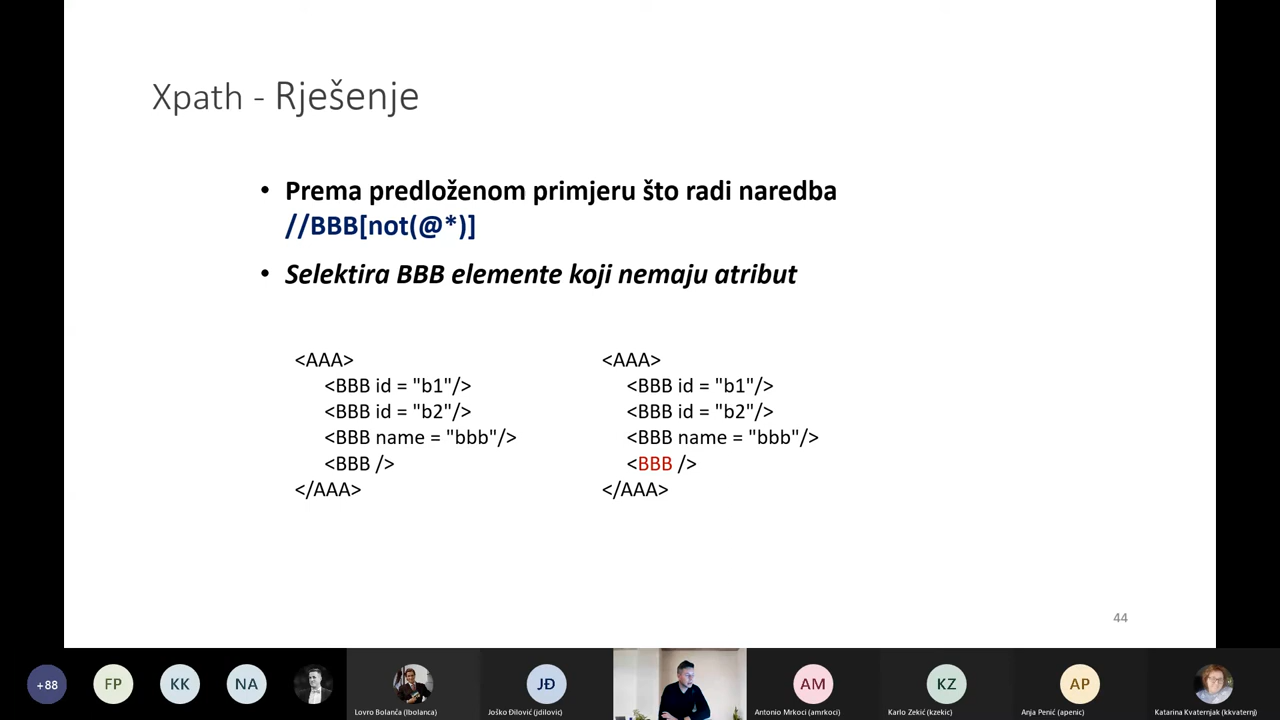 Xpath - Rješenje
• Prema predloženom primjeru što radi naredba
//BBB[not(@*)]
• Selektira BBB elemente koji nemaju atribut
<AAA>
<BBB id = "b1"/>
<BBB id = "b2"/>
<BBB name = "bbb"/>
<BBB />
</AAA>
<AAA>
<BBB id = "b1"/>
<BBB id = "b2"/>
<BBB name = "bbb"/>
<BBB />
</AAA>
44
+88
FP
KK
NA
Lovro Bolanča (lbolanca)
JĐ
Joško Đilović (jdilovic)
AM
Antonio Mrkoci (amrkoci)
KZ
Karlo Zekić (kzekic)
AP
Anja Penić (apenic)
Katarina Kvaternjak (kkvaternj)